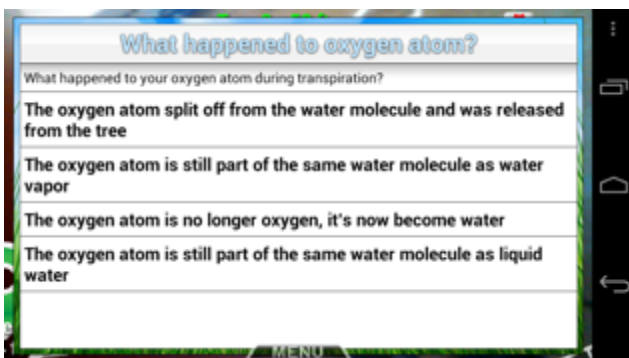 What happened to oxygen atom?
What happened to your oxygen atom during transpiration?
The oxygen atom split off from the water molecule and was released
from the tree
The oxygen atom is still part of the same water molecule as water
vapor
The oxygen atom is no longer oxygen, it's now become water
The oxygen atom is still part of the same water molecule as liquid
water
MENU